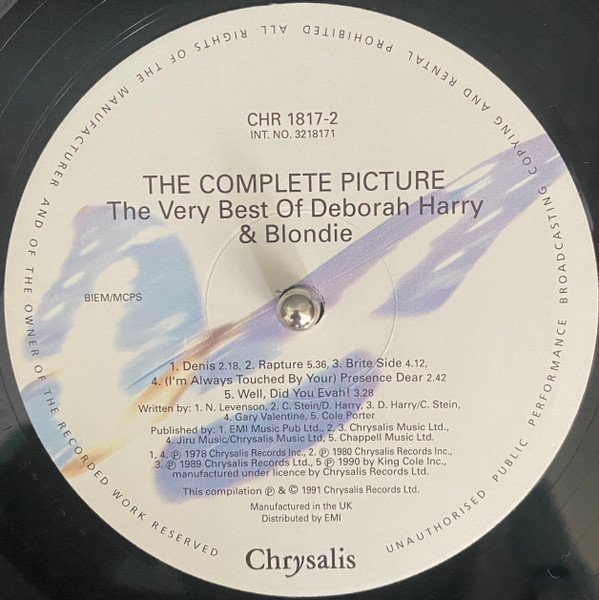 CHR 1817-2
INT. NO. 3218171
THE COMPLETE PICTURE
The Very Best Of Deborah Harry
& Blondie
BIEM/MCPS
1. Denis 2.18, 2. Rapture 5.36, 3. Brite Side 4.12,
4. (I'm Always Touched By Your) Presence Dear 2.42
5. Well, Did You Evah! 3.28
Written by: 1. N. Levenson, 2. C. Stein/D. Harry, 3. D. Harry/C. Stein,
4. Gary Valentine, 5. Cole Porter
Published by: 1. EMI Music Pub Ltd., 2, 3. Chrysalis Music Ltd.,
4. Jiru Music/Chrysalis Music Ltd, 5. Chappell Music Ltd.
1, 4. ℗ 1978 Chrysalis Records Inc., 2. ℗ 1980 Chrysalis Records Inc.,
3. ℗ 1989 Chrysalis Records Ltd., 5 ℗ 1990 by King Cole Inc.,
manufactured under licence by Chrysalis Records Ltd.
This compilation ℗ & © 1991 Chrysalis Records Ltd.
Manufactured in the UK
Distributed by EMI
Chrysalis
ALL RIGHTS OF THE MANUFACTURER AND OF THE OWNER OF THE RECORDED WORK RESERVED
UNAUTHORISED PUBLIC PERFORMANCE BROADCASTING COPYING AND RENTAL PROHIBITED